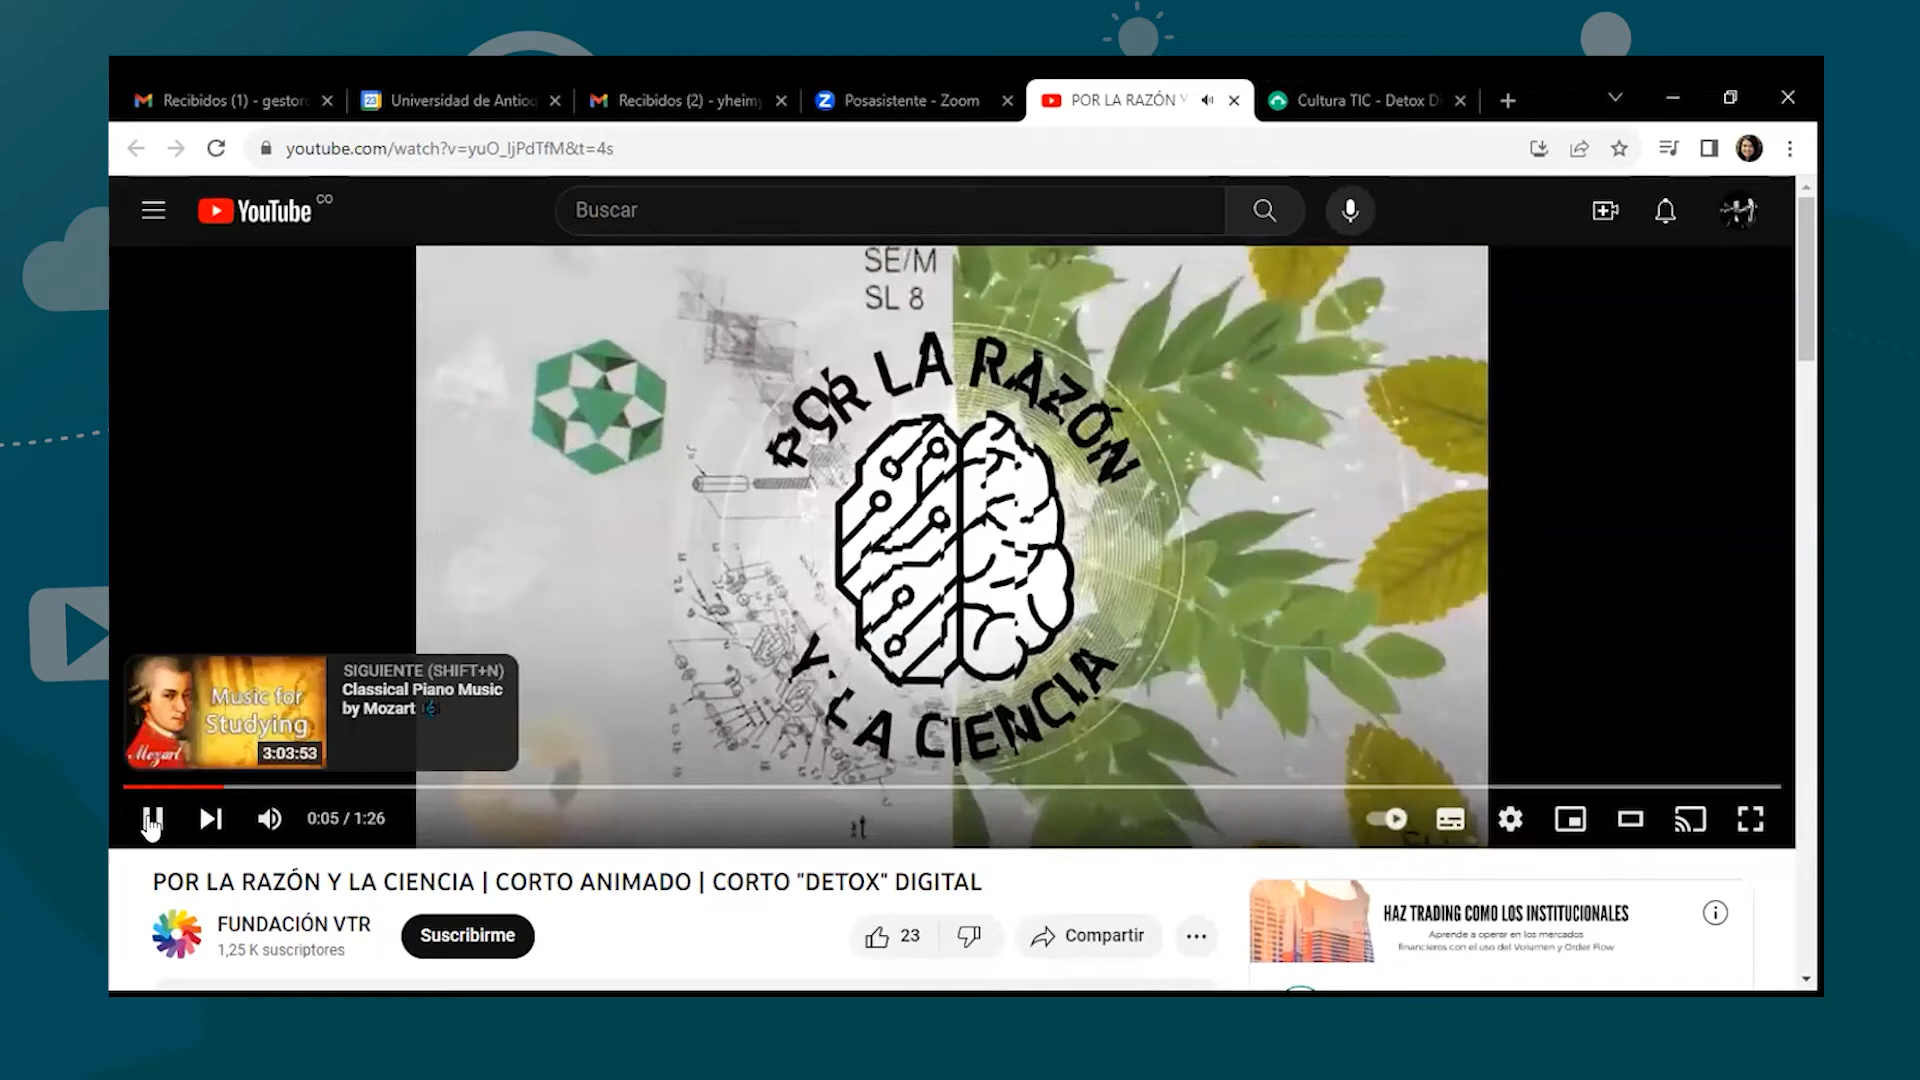 Recibidos (1) - gestor
Universidad de Antioq
Recibidos (2) - yheim
Posasistente - Zoom
POR LA RAZÓN Y
Cultura TIC - Detox D
youtube.com/watch?v=yuO_ljPdTfM&t=4s
YouTube CO
Buscar
SE/M
SL 8
POR LA RAZÓN
Y LA CIENCIA
Music for
Studying
Mozart
3:03:53
SIGUIENTE (SHIFT+N)
Classical Piano Music
by Mozart
0:05 / 1:26
POR LA RAZÓN Y LA CIENCIA | CORTO ANIMADO | CORTO "DETOX" DIGITAL
FUNDACIÓN VTR
1,25 K suscriptores
Suscribirme
23
Compartir
HAZ TRADING COMO LOS INSTITUCIONALES
Aprende a operar en los mercados
financieros con el uso del Volumen y Order Flow